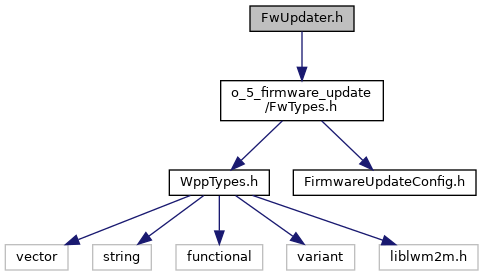 FwUpdater.h
o_5_firmware_update
/FwTypes.h
WppTypes.h
FirmwareUpdateConfig.h
vector
string
functional
variant
liblwm2m.h